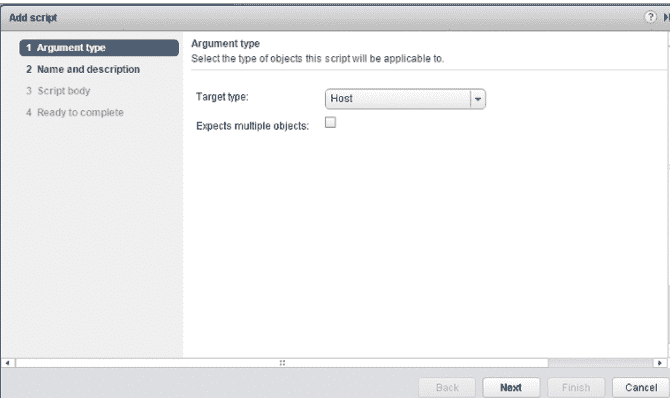 Add script
?
1 Argument type
2 Name and description
3 Script body
4 Ready to complete
Argument type
Select the type of objects this script will be applicable to.
Target type:
Host
Expects multiple objects:
Back
Next
Finish
Cancel